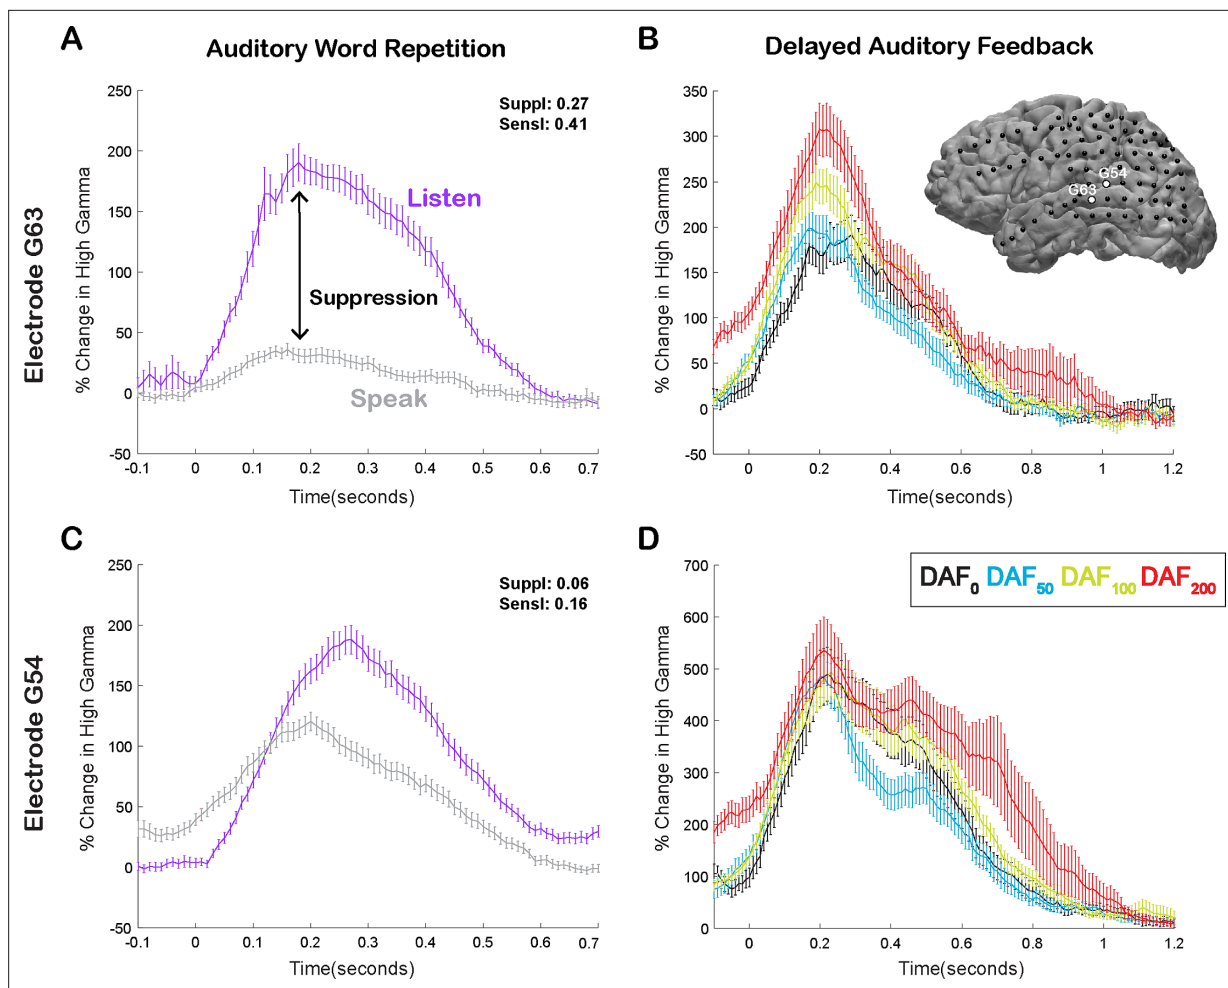 A
Auditory Word Repetition
B
Delayed Auditory Feedback
Electrode G63
% Change in High Gamma
250
200
150
100
50
0
-50
Suppl: 0.27
SensI: 0.41
Listen
Suppression
Speak
-0.1 0 0.1 0.2 0.3 0.4 0.5 0.6 0.7
Time(seconds)
% Change in High Gamma
350
300
250
200
150
100
50
0
-50
G54
G63
0 0.2 0.4 0.6 0.8 1 1.2
Time(seconds)
C
D
Electrode G54
% Change in High Gamma
250
200
150
100
50
0
-50
Suppl: 0.06
SensI: 0.16
-0.1 0 0.1 0.2 0.3 0.4 0.5 0.6 0.7
Time(seconds)
% Change in High Gamma
700
600
500
400
300
200
100
0
DAF0 DAF50 DAF100 DAF200
0 0.2 0.4 0.6 0.8 1 1.2
Time(seconds)